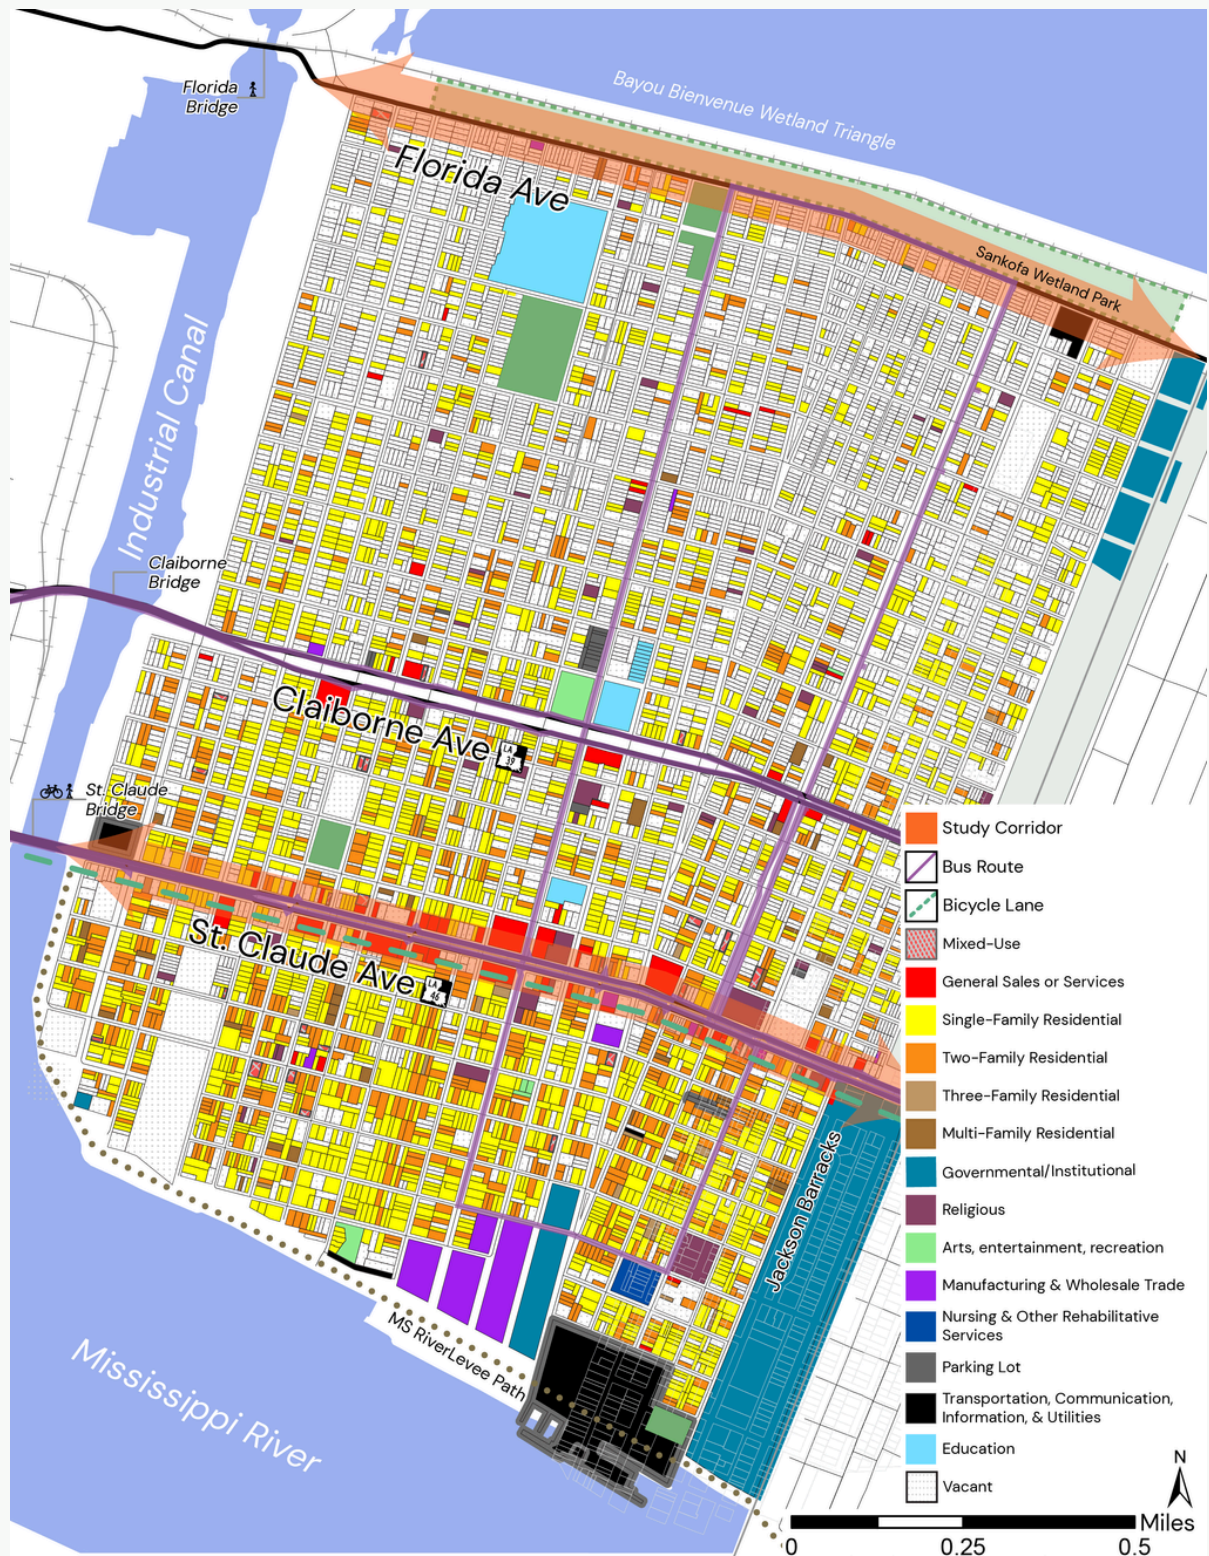 Bayou Bienvenue Wetland Triangle
Florida
Bridge
Florida Ave
Sankofa Wetland Park
Industrial Canal
Claiborne
Bridge
Claiborne Ave
LA
39
St. Claude
Bridge
St. Claude Ave
LA
46
Jackson Barracks
MS RiverLevee Path
Mississippi River
Study Corridor
Bus Route
Bicycle Lane
Mixed-Use
General Sales or Services
Single-Family Residential
Two-Family Residential
Three-Family Residential
Multi-Family Residential
Governmental/Institutional
Religious
Arts, entertainment, recreation
Manufacturing & Wholesale Trade
Nursing & Other Rehabilitative
Services
Parking Lot
Transportation, Communication,
Information, & Utilities
Education
Vacant
N
Miles
0
0.25
0.5